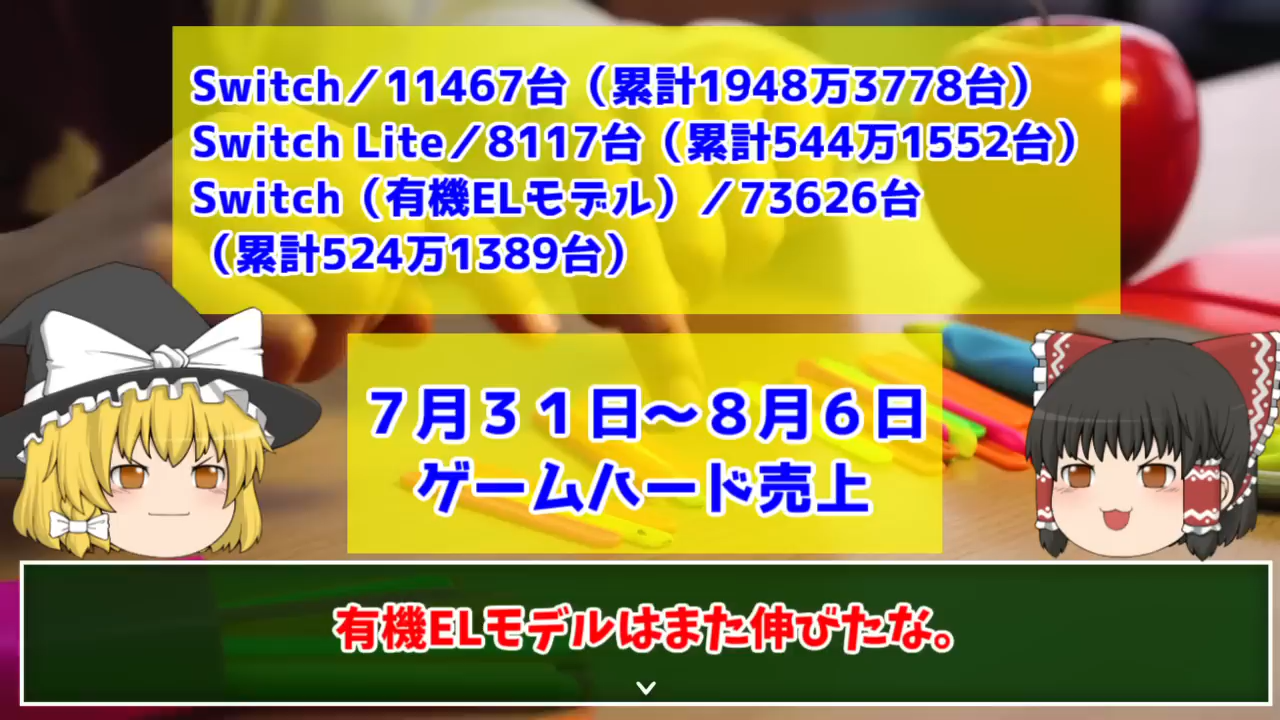 Switch／11467台（累計1948万3778台）
Switch Lite／8117台（累計544万1552台）
Switch（有機ELモデル）／73626台
（累計524万1389台）
７月３１日〜８月６日
ゲームハード売上
有機ELモデルはまた伸びたな。